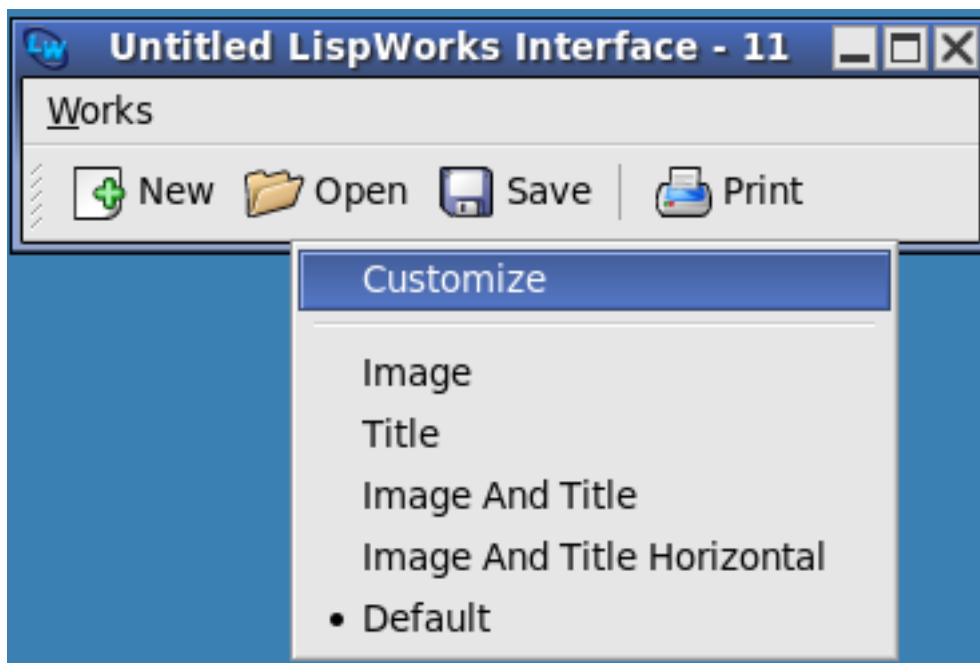 LW Untitled LispWorks Interface - 11
Works
New Open Save Print
Customize
Image
Title
Image And Title
Image And Title Horizontal
• Default